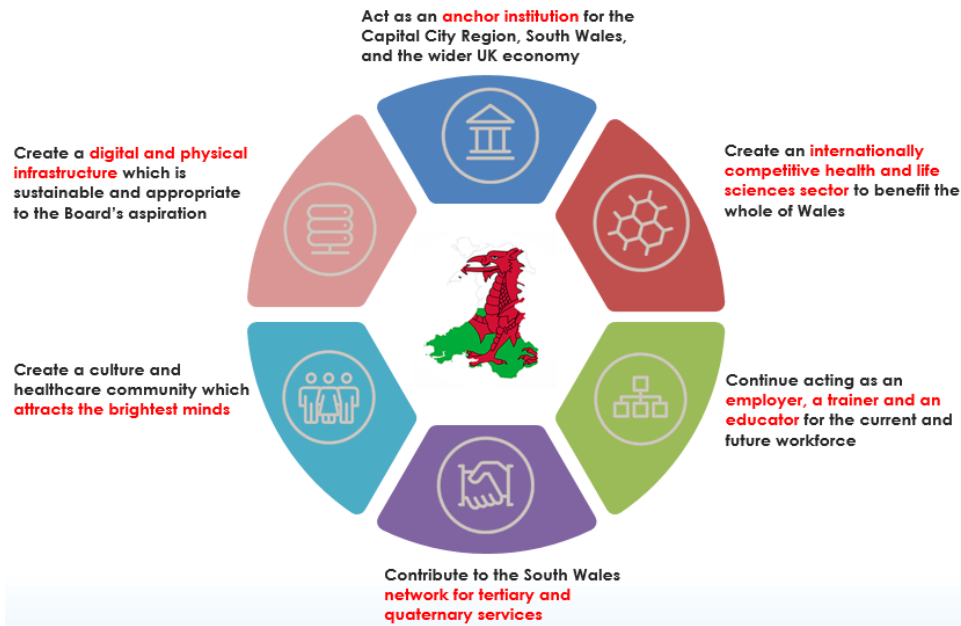 Act as an anchor institution for the
Capital City Region, South Wales,
and the wider UK economy
Create an internationally
competitive health and life
sciences sector to benefit the
whole of Wales
Continue acting as an
employer, a trainer and an
educator for the current and
future workforce
Contribute to the South Wales
network for tertiary and
quaternary services
Create a culture and
healthcare community which
attracts the brightest minds
Create a digital and physical
infrastructure which is
sustainable and appropriate
to the Board's aspiration